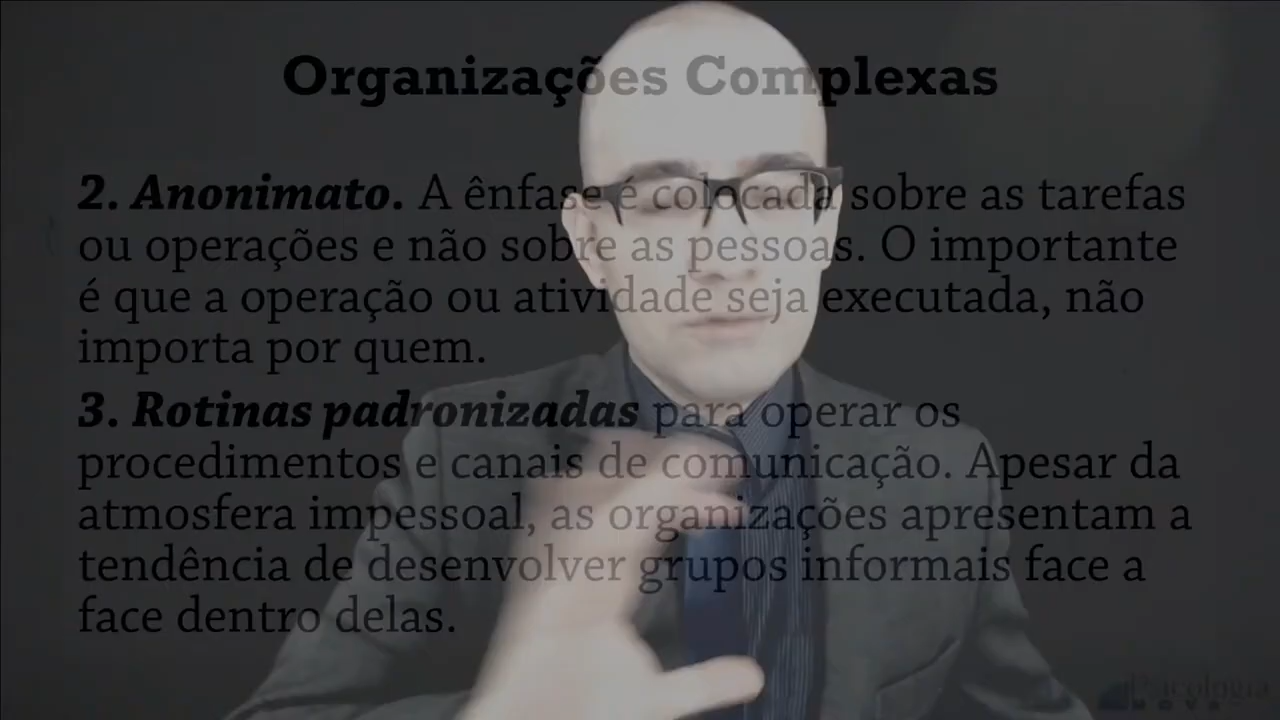 Organizações Complexas
2. Anonimato. A ênfase é colocada sobre as tarefas
ou operações e não sobre as pessoas. O importante
é que a operação ou atividade seja executada, não
importa por quem.
3. Rotinas padronizadas para operar os
procedimentos e canais de comunicação. Apesar da
atmosfera impessoal, as organizações apresentam a
tendência de desenvolver grupos informais face a
face dentro delas.
Psicologia